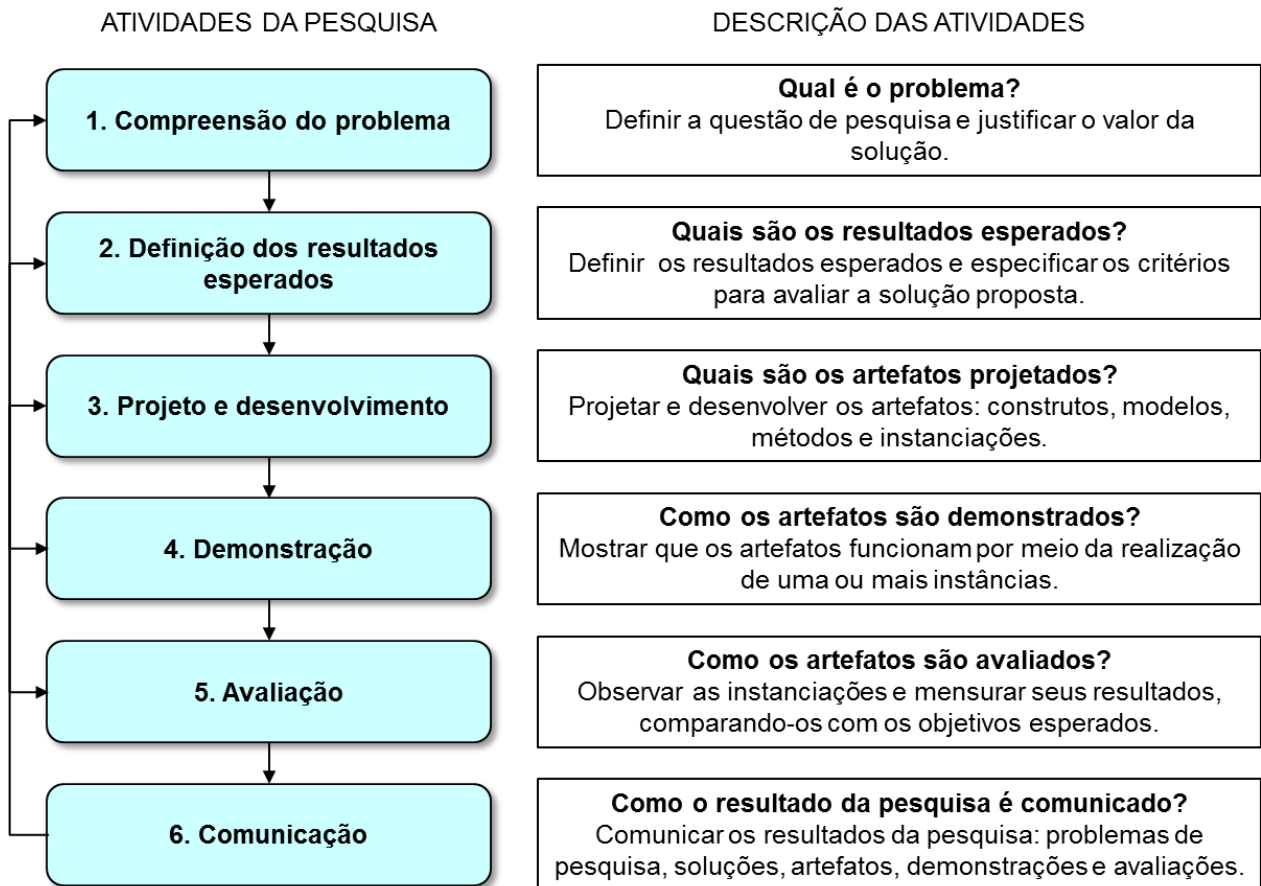 ATIVIDADES DA PESQUISA
DESCRIÇÃO DAS ATIVIDADES
1. Compreensão do problema
Qual é o problema?
Definir a questão de pesquisa e justificar o valor da
solução.
2. Definição dos resultados
esperados
Quais são os resultados esperados?
Definir os resultados esperados e especificar os critérios
para avaliar a solução proposta.
3. Projeto e desenvolvimento
Quais são os artefatos projetados?
Projetar e desenvolver os artefatos: construtos, modelos,
métodos e instanciações.
4. Demonstração
Como os artefatos são demonstrados?
Mostrar que os artefatos funcionam por meio da realização
de uma ou mais instâncias.
5. Avaliação
Como os artefatos são avaliados?
Observar as instanciações e mensurar seus resultados,
comparando-os com os objetivos esperados.
6. Comunicação
Como o resultado da pesquisa é comunicado?
Comunicar os resultados da pesquisa: problemas de
pesquisa, soluções, artefatos, demonstrações e avaliações.